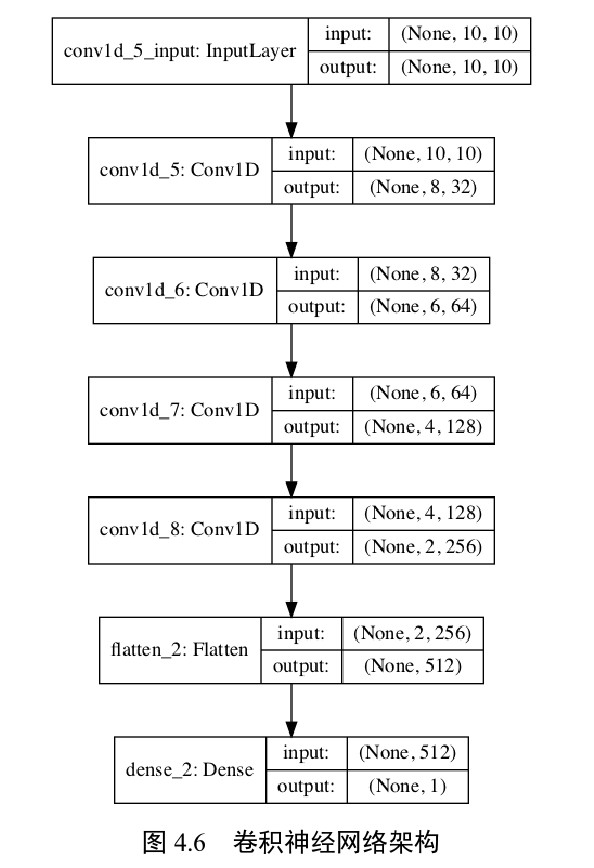 conv1d_5_input: InputLayer
input: (None, 10, 10)
output: (None, 10, 10)
conv1d_5: Conv1D
input: (None, 10, 10)
output: (None, 8, 32)
conv1d_6: Conv1D
input: (None, 8, 32)
output: (None, 6, 64)
conv1d_7: Conv1D
input: (None, 6, 64)
output: (None, 4, 128)
conv1d_8: Conv1D
input: (None, 4, 128)
output: (None, 2, 256)
flatten_2: Flatten
input: (None, 2, 256)
output: (None, 512)
dense_2: Dense
input: (None, 512)
output: (None, 1)
图 4.6 卷积神经网络架构